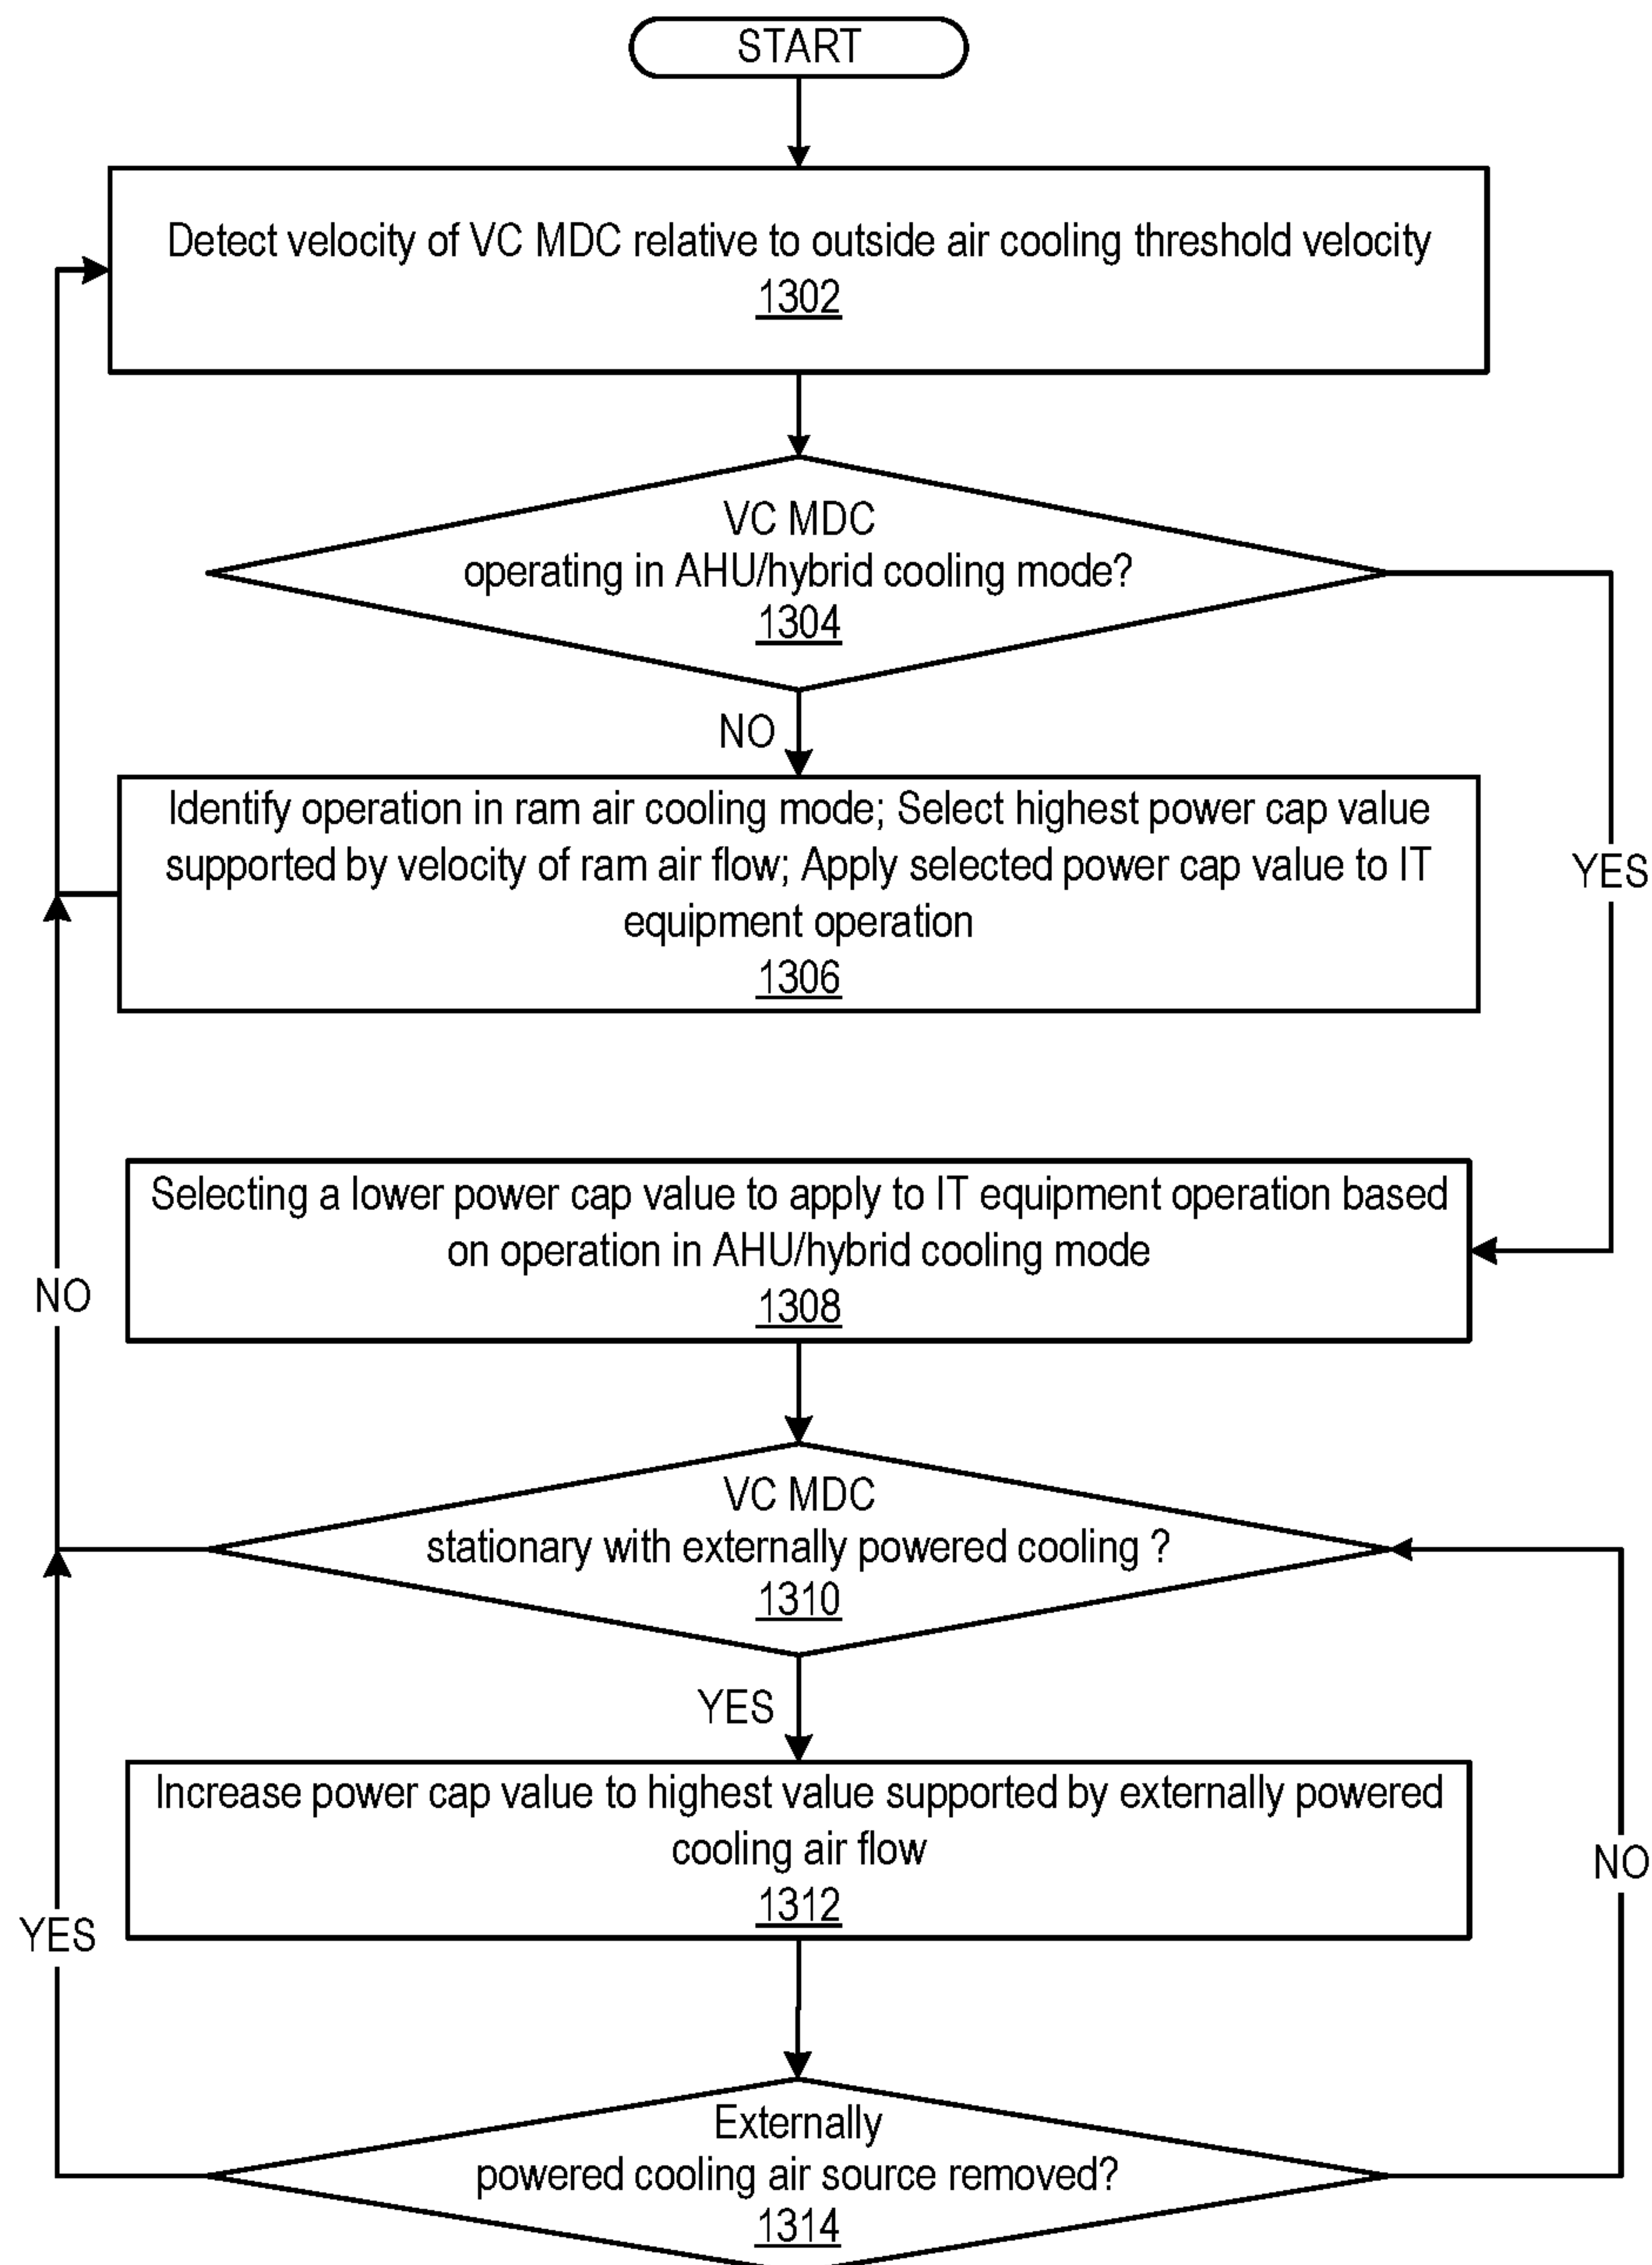 START
Detect velocity of VC MDC relative to outside air cooling threshold velocity
1302
VC MDC
operating in AHU/hybrid cooling mode?
1304
NO
YES
Identify operation in ram air cooling mode; Select highest power cap value
supported by velocity of ram air flow; Apply selected power cap value to IT
equipment operation
1306
Selecting a lower power cap value to apply to IT equipment operation based
on operation in AHU/hybrid cooling mode
1308
NO
VC MDC
stationary with externally powered cooling ?
1310
YES
Increase power cap value to highest value supported by externally powered
cooling air flow
1312
NO
YES
Externally
powered cooling air source removed?
1314